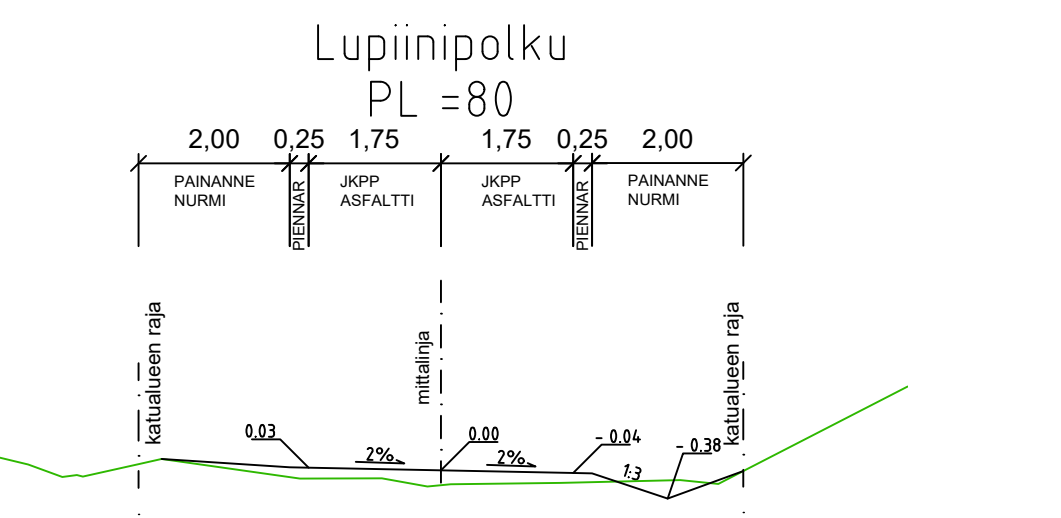 Lupiinipolku
PL =80
2,00 0,25 1,75 1,75 0,25 2,00
PAINANNE
NURMI
PIENNAR
JKPP
ASFALTTI
JKPP
ASFALTTI
PIENNAR
PAINANNE
NURMI
katualueen raja
mittalinja
katualueen raja
0.03
2%
0.00
2%
- 0.04
1:3
- 0.38